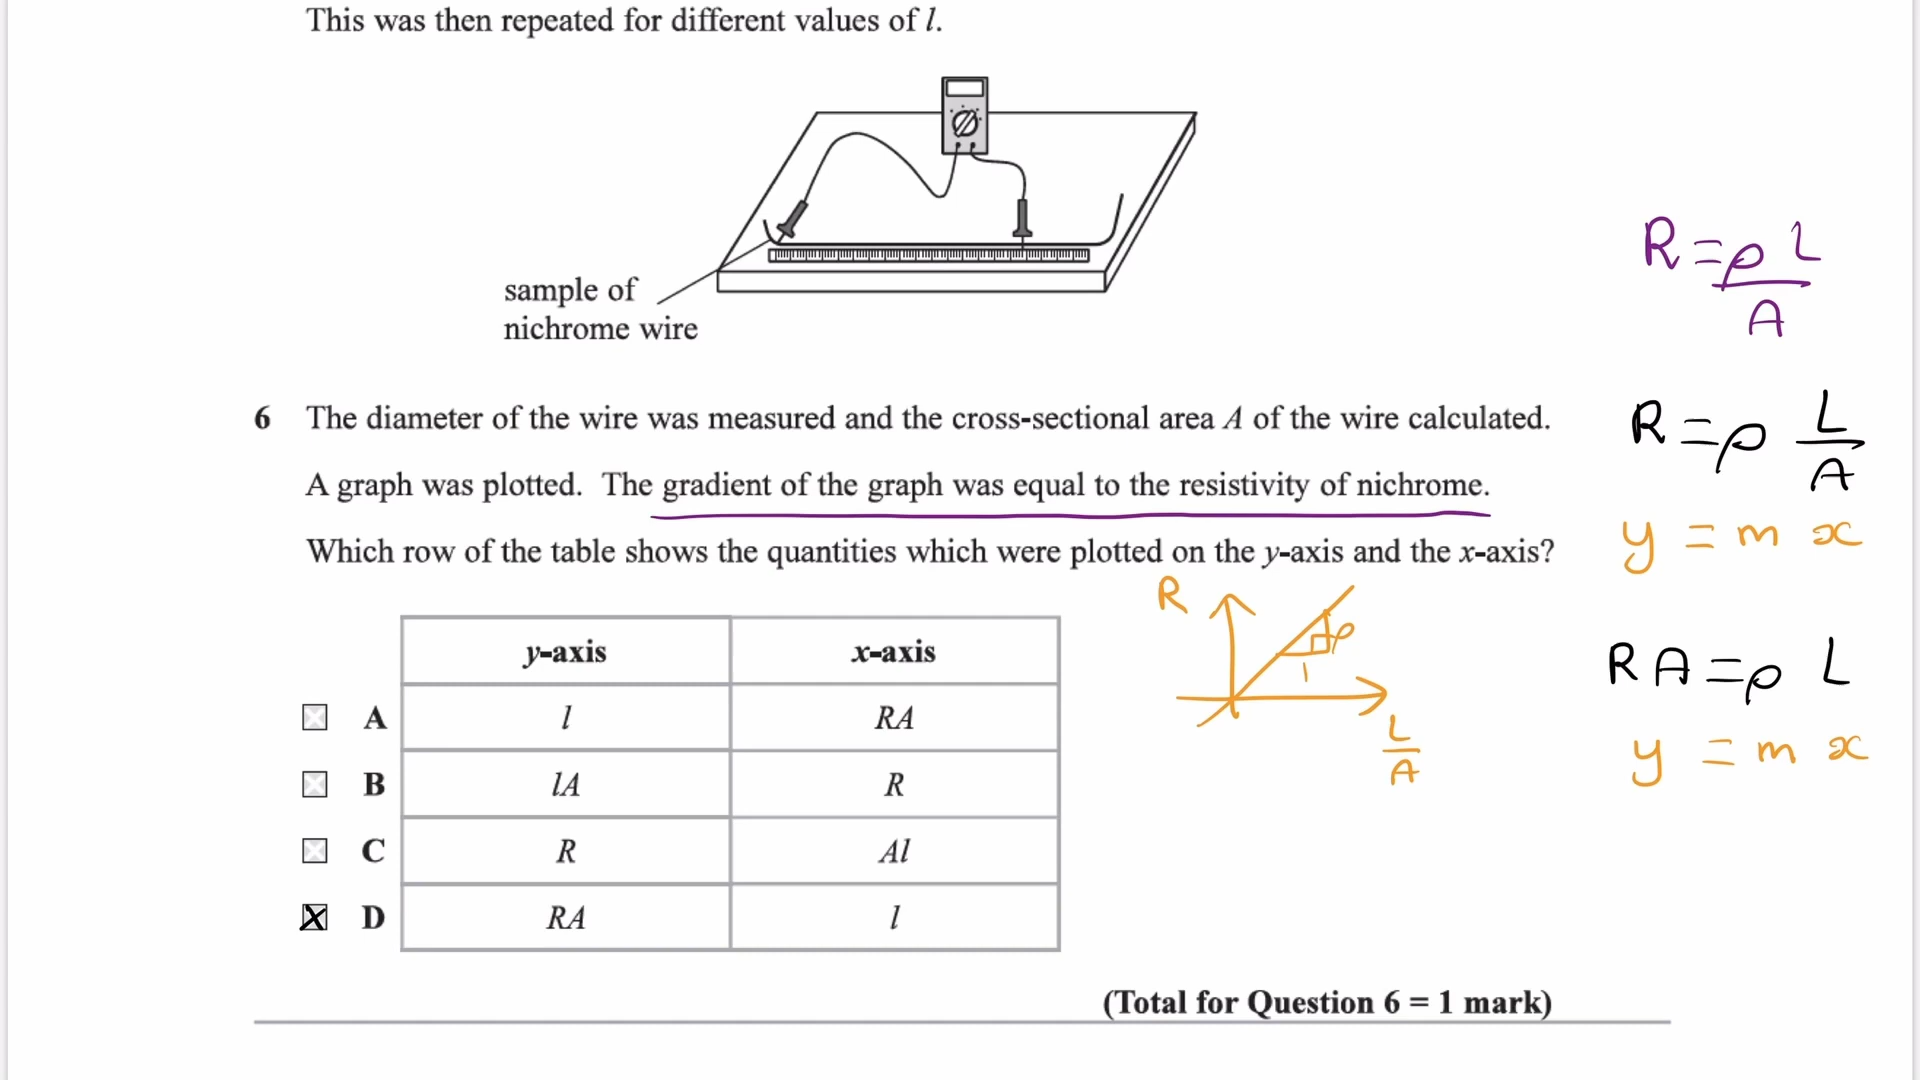 This was then repeated for different values of l.
sample of
nichrome wire
R = ρ L
A
6 The diameter of the wire was measured and the cross-sectional area A of the wire calculated.
R = ρ L
A
A graph was plotted. The gradient of the graph was equal to the resistivity of nichrome.
y = m x
Which row of the table shows the quantities which were plotted on the y-axis and the x-axis?
R
ρ
1
L
A
RA = ρ L
y = m x
y-axis x-axis
A l RA
B lA R
C R Al
D RA l
(Total for Question 6 = 1 mark)